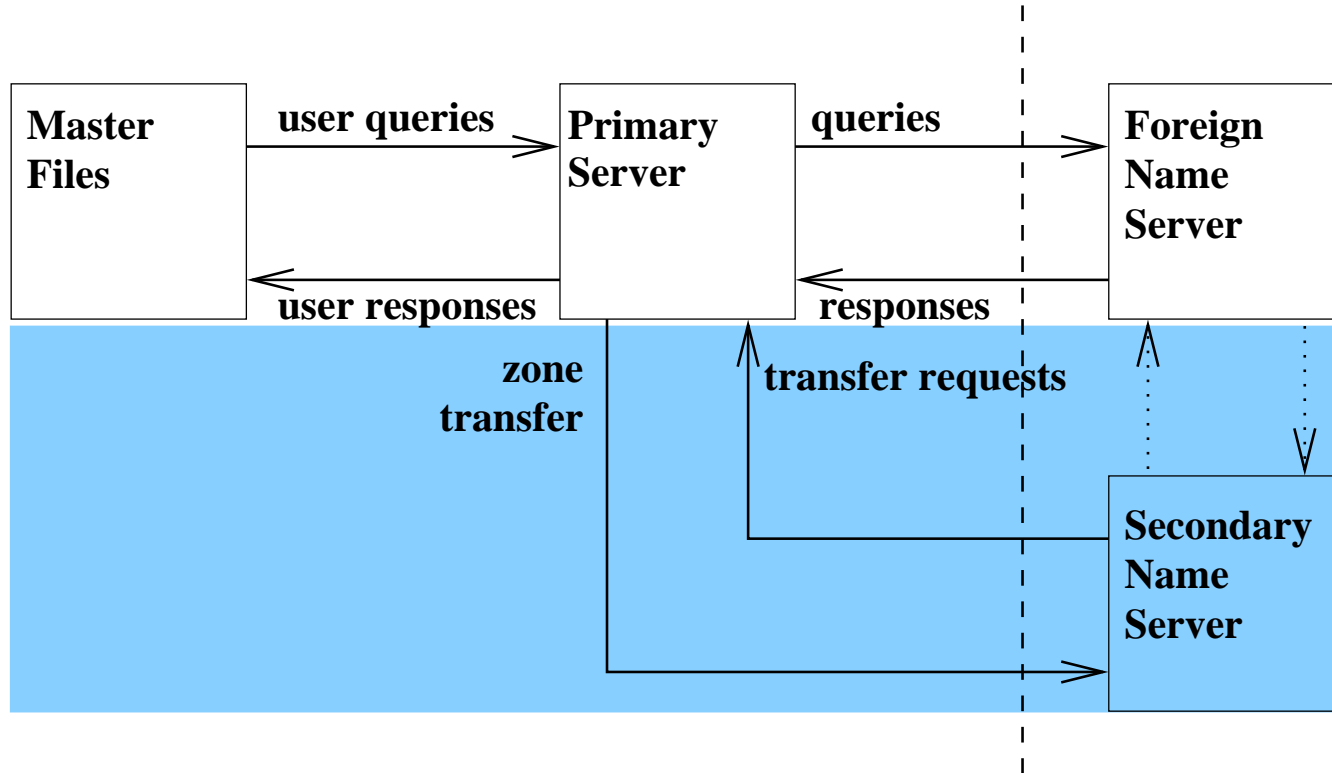 Master
Files
user queries
Primary
Server
queries
Foreign
Name
Server
user responses
responses
zone
transfer
transfer requests
Secondary
Name
Server